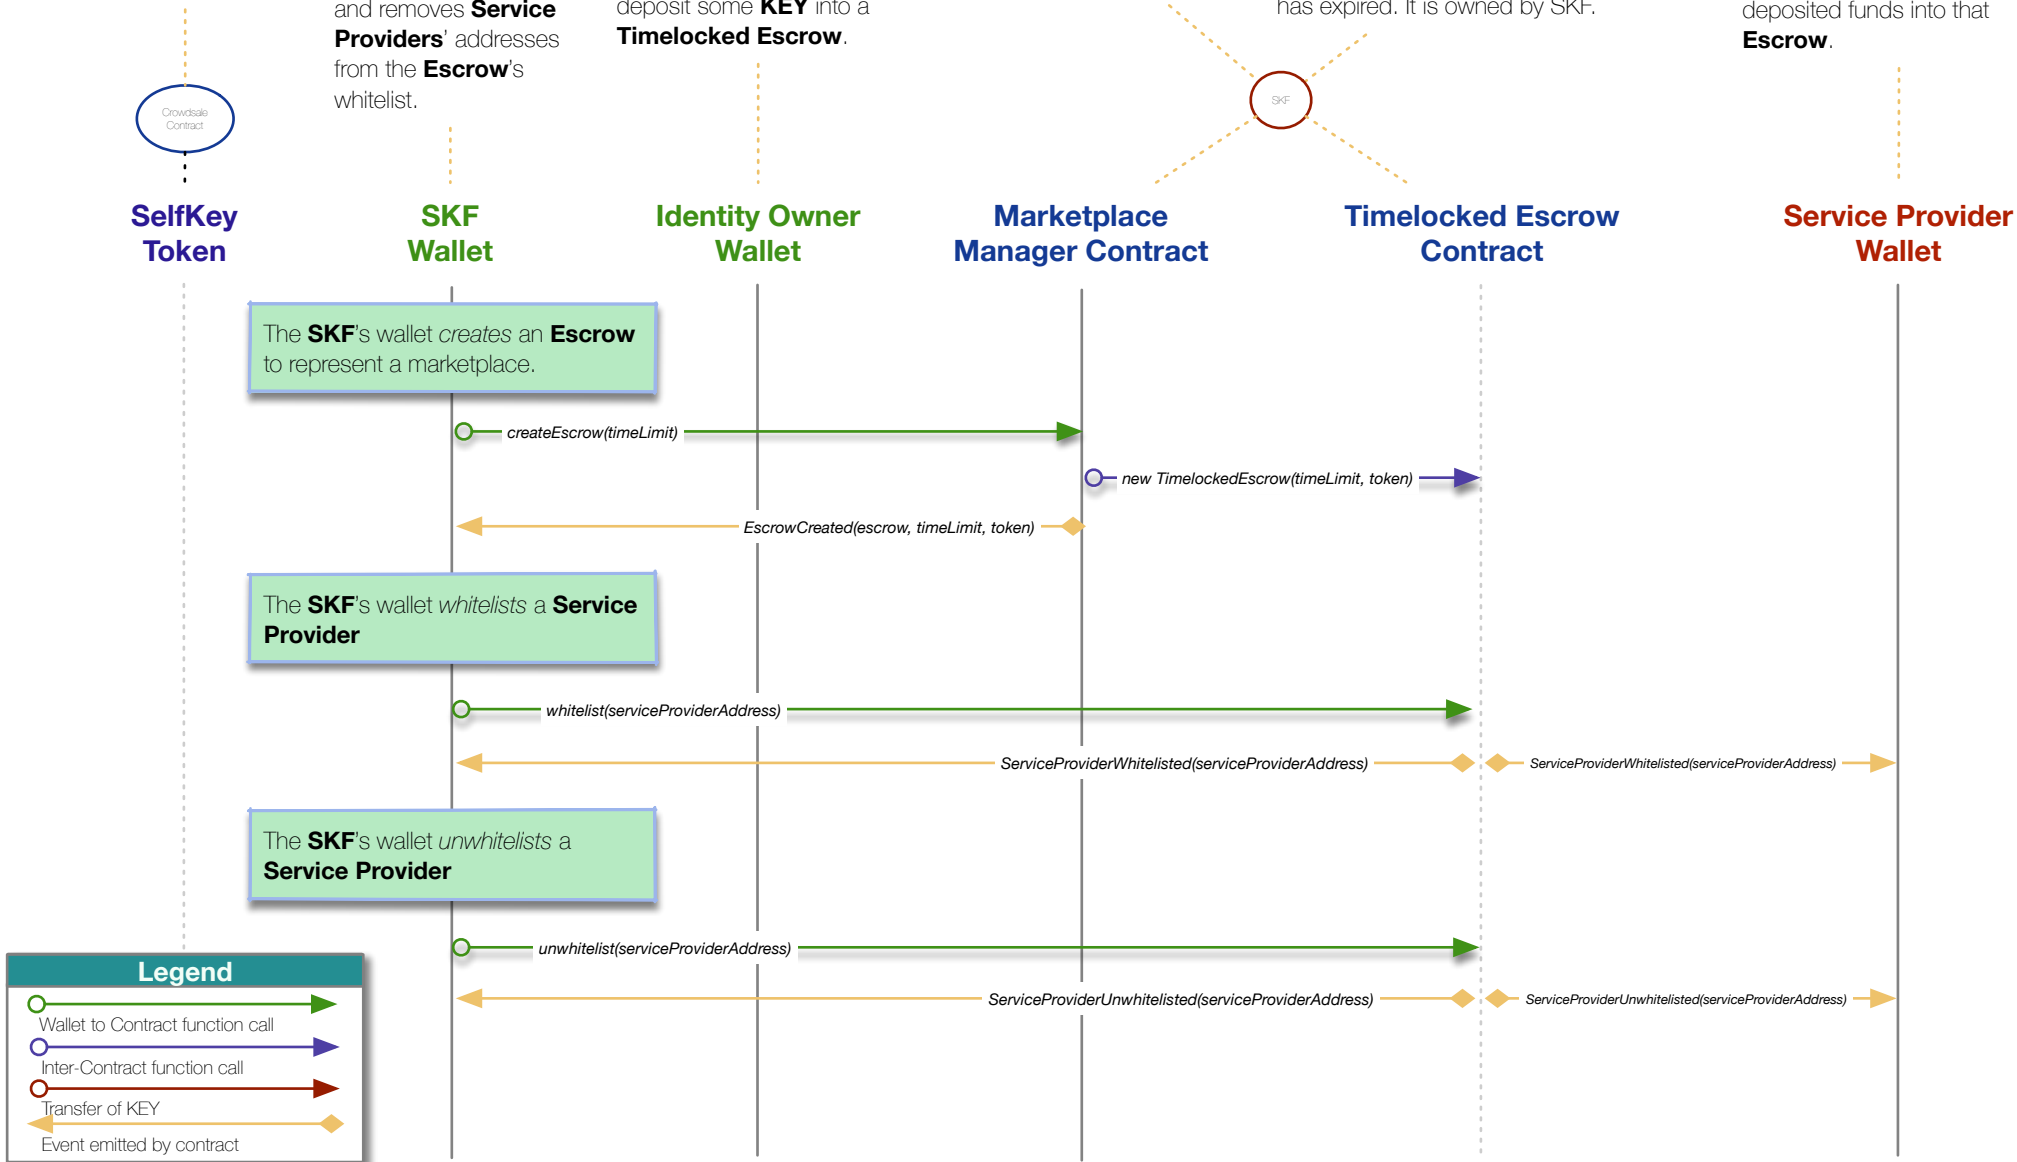 and removes Service
Providers' addresses
from the Escrow's
whitelist.
deposit some KEY into a
Timelocked Escrow.
has expired. It is owned by SKF.
deposited funds into that
Escrow.
Crowdsale
Contract
SKF
SelfKey
Token
SKF
Wallet
Identity Owner
Wallet
Marketplace
Manager Contract
Timelocked Escrow
Contract
Service Provider
Wallet
The SKF's wallet creates an Escrow
to represent a marketplace.
createEscrow(timeLimit)
new TimelockedEscrow(timeLimit, token)
EscrowCreated(escrow, timeLimit, token)
The SKF's wallet whitelists a Service
Provider
whitelist(serviceProviderAddress)
ServiceProviderWhitelisted(serviceProviderAddress)
ServiceProviderWhitelisted(serviceProviderAddress)
The SKF's wallet unwhitelists a
Service Provider
unwhitelist(serviceProviderAddress)
ServiceProviderUnwhitelisted(serviceProviderAddress)
ServiceProviderUnwhitelisted(serviceProviderAddress)
Legend
Wallet to Contract function call
Inter-Contract function call
Transfer of KEY
Event emitted by contract